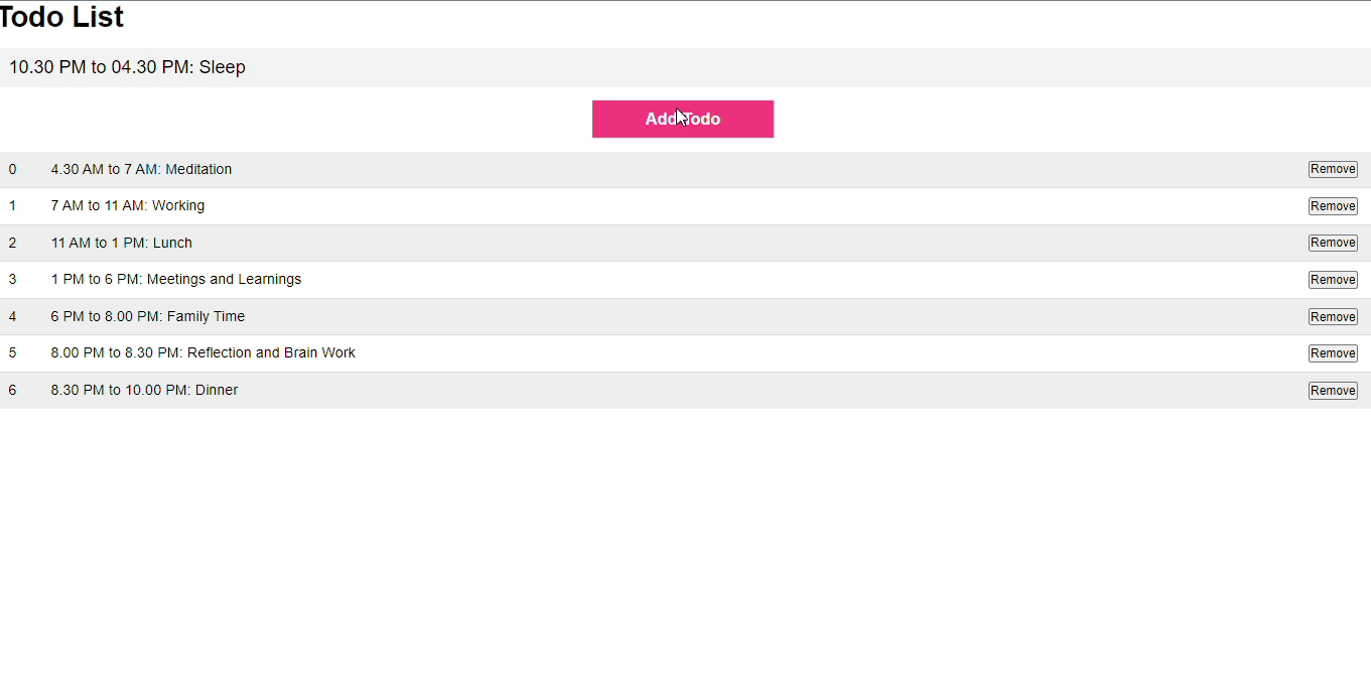 Todo List
10.30 PM to 04.30 PM: Sleep
Add Todo
0 4.30 AM to 7 AM: Meditation Remove
1 7 AM to 11 AM: Working Remove
2 11 AM to 1 PM: Lunch Remove
3 1 PM to 6 PM: Meetings and Learnings Remove
4 6 PM to 8.00 PM: Family Time Remove
5 8.00 PM to 8.30 PM: Reflection and Brain Work Remove
6 8.30 PM to 10.00 PM: Dinner Remove